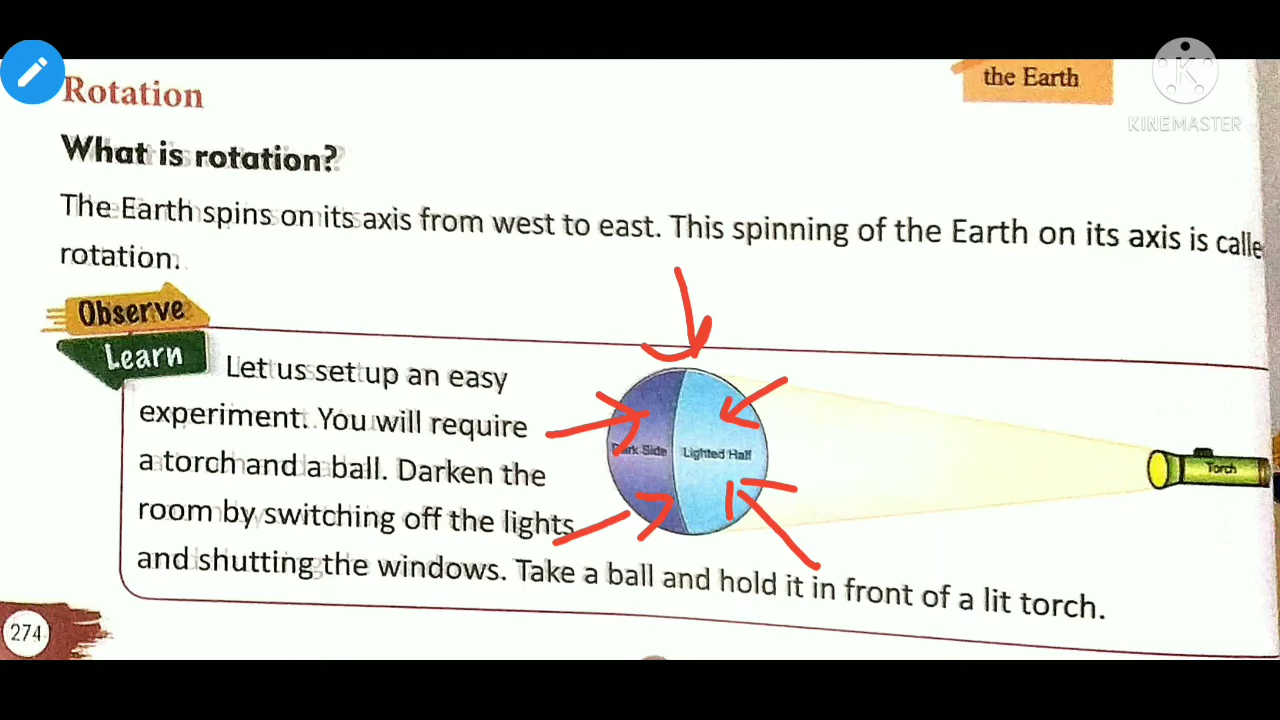 the Earth
KINEMASTER
Rotation
What is rotation?
The Earth spins on its axis from west to east. This spinning of the Earth on its axis is calle
rotation.
Observe
Learn
Let us set up an easy
experiment. You will require
a torch and a ball. Darken the
room by switching off the lights
and shutting the windows. Take a ball and hold it in front of a lit torch.
Dark Side
Lighted Half
Torch
274